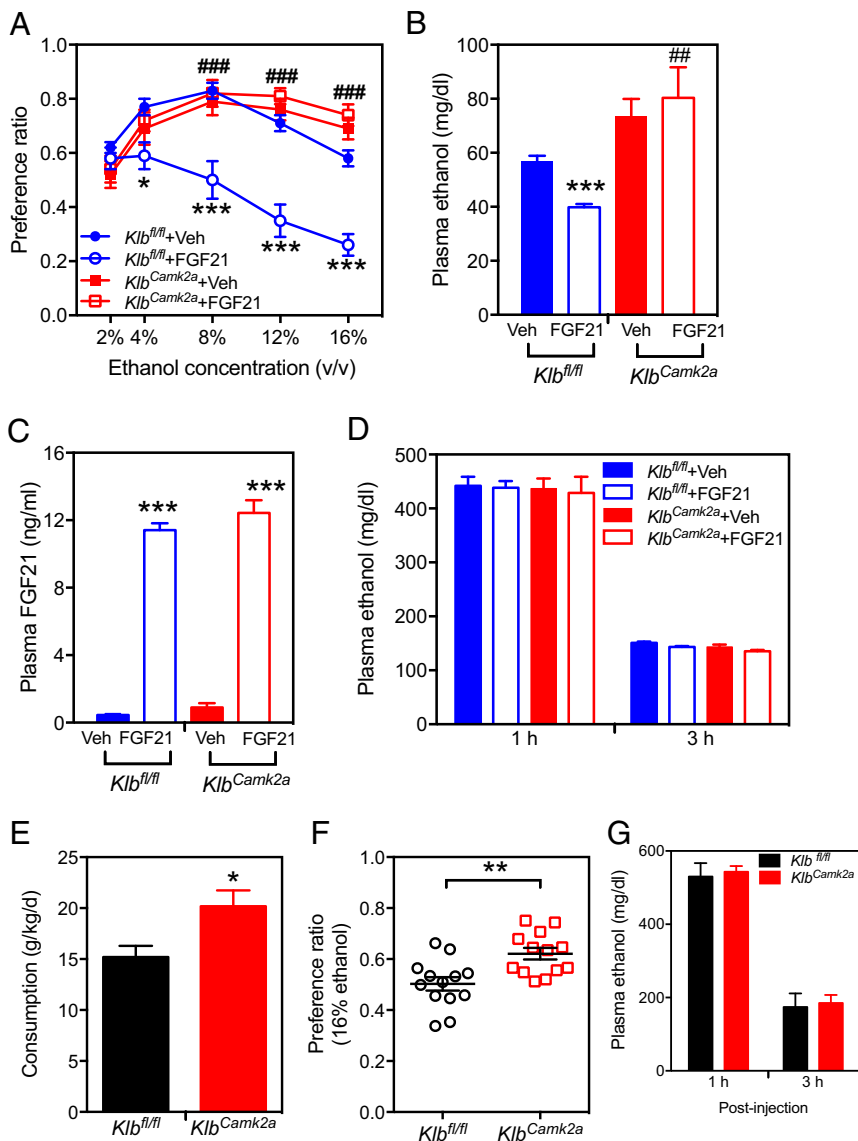 A
Preference ratio
1.0
0.8
0.6
0.4
0.2
0.0
### ### ###
* *** *** ***
Klbfl/fl+Veh
Klbfl/fl+FGF21
KlbCamk2a+Veh
KlbCamk2a+FGF21
2% 4% 8% 12% 16%
Ethanol concentration (v/v)
B
Plasma ethanol (mg/dl)
100
80
60
40
20
0
***
##
Veh FGF21 Veh FGF21
Klbfl/fl KlbCamk2a
C
Plasma FGF21 (ng/ml)
16
12
8
4
0
*** ***
Veh FGF21 Veh FGF21
Klbfl/fl KlbCamk2a
D
Plasma ethanol (mg/dl)
500
400
300
200
100
0
Klbfl/fl+Veh
Klbfl/fl+FGF21
KlbCamk2a+Veh
KlbCamk2a+FGF21
1 h 3 h
E
Consumption (g/kg/d)
25
20
15
10
5
0
*
Klbfl/fl KlbCamk2a
F
Preference ratio
(16% ethanol)
1.0
0.8
0.6
0.4
0.2
0.0
**
Klbfl/fl KlbCamk2a
G
Plasma ethanol (mg/dl)
600
400
200
0
Klb fl/fl
KlbCamk2a
1 h 3 h
Post-injection